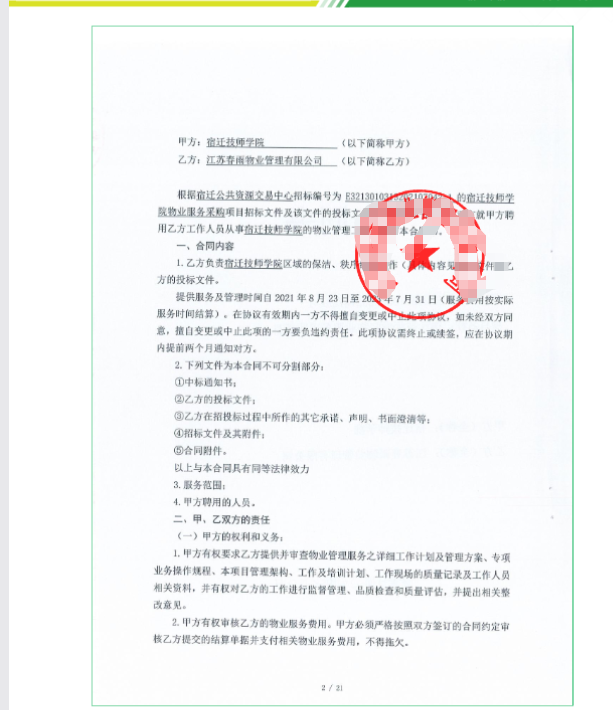 甲方：宿迁技师学院（以下简称甲方）
乙方：江苏春雨物业管理有限公司（以下简称乙方）
根据宿迁公共资源交易中心招标编号为 的宿迁技师学
院物业服务采购项目招标文件及该文件的投标文 就甲方聘
用乙方工作人员从事宿迁技师学院的物业管理 本合
一、合同内容
1.乙方负责宿迁技师学院区域的保洁、秩序 作（ 内容见 件 乙
方的投标文件。
提供服务及管理时间自 2021 年 8 月 23 日至 年 7 月 31 日（服务 用按实际
服务时间结算）。在协议有效期内一方不得擅自变更或中止此项协议，如未经双方同
意，擅自变更或中止此项的一方要负违约责任。此项协议需终止或续签，应在协议期
内提前两个月通知对方。
2.下列文件为本合同不可分割部分：
①中标通知书；
②乙方的投标文件；
③乙方在招投标过程中所作的其它承诺、声明、书面澄清等；
④招标文件及其附件；
⑤合同附件。
以上与本合同具有同等法律效力
3.服务范围；
4.甲方聘用的人员。
二、甲、乙双方的责任
（一）甲方的权利和义务：
1.甲方有权要求乙方提供并审查物业管理服务之详细工作计划及管理方案、专项
业务操作规程、本项目管理架构、工作及培训计划、工作现场的质量记录及工作人员
相关资料，并有权对乙方的工作进行监督管理、品质检查和质量评估，并提出相关整
改意见。
2.甲方有权审核乙方的物业服务费用。甲方必须严格按照双方签订的合同约定审
核乙方提交的结算单据并支付相关物业服务费用，不得拖欠。
2 / 21